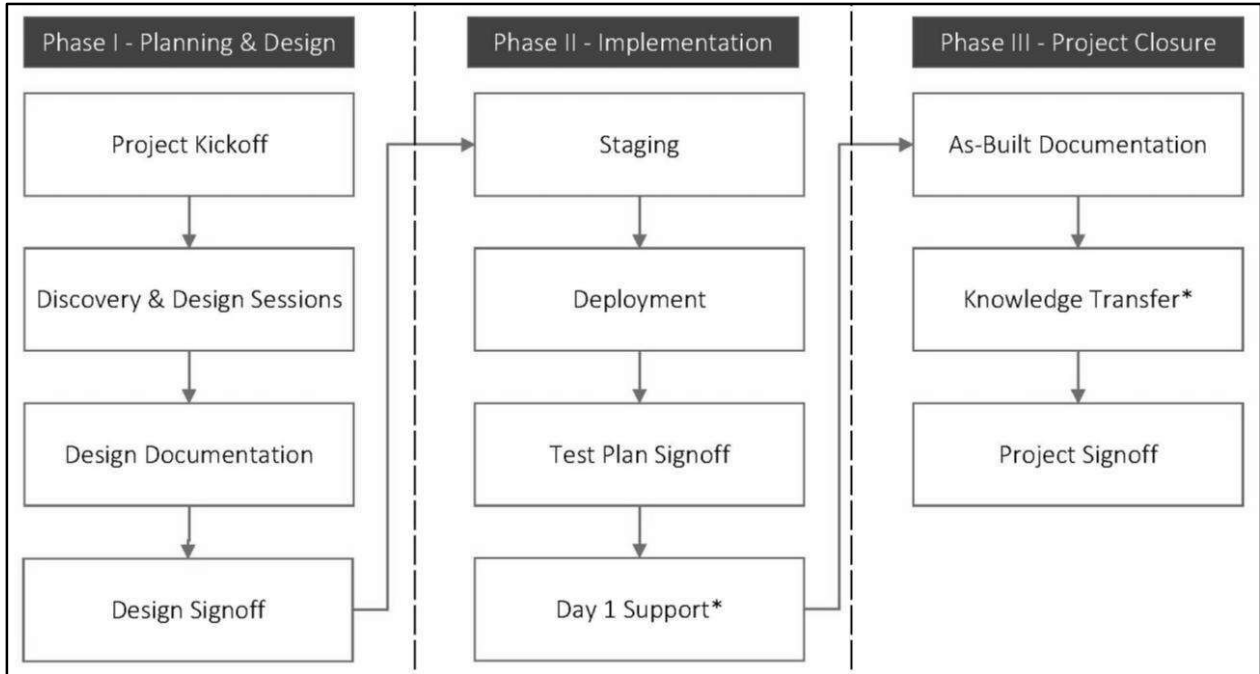 Phase I - Planning & Design
Project Kickoff
Discovery & Design Sessions
Design Documentation
Design Signoff
Phase II - Implementation
Staging
Deployment
Test Plan Signoff
Day 1 Support*
Phase III - Project Closure
As-Built Documentation
Knowledge Transfer*
Project Signoff